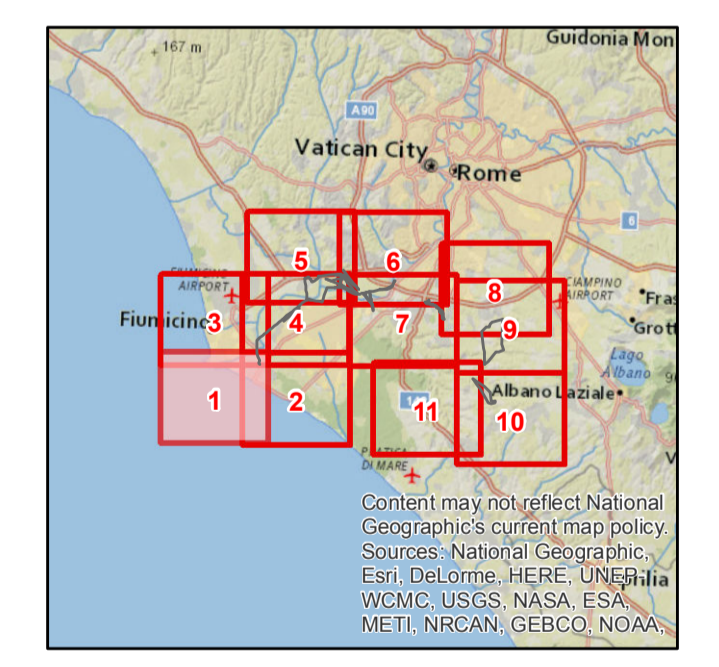 Guidonia Mon
167 m
A90
Vatican City
Rome
6
5
6
FIUMICINO
AIRPORT
8
CIAMPINO
AIRPORT
Fras
Fiumicino
3
4
7
9
Grott
Lago
Albano
9
1
2
11
Albano Laziale
10
PRATICA
DI MARE
V
Content may not reflect National
Geographic's current map policy.
Sources: National Geographic,
Esri, DeLorme, HERE, UNEP-
WCMC, USGS, NASA, ESA,
METI, NRCAN, GEBCO, NOAA,